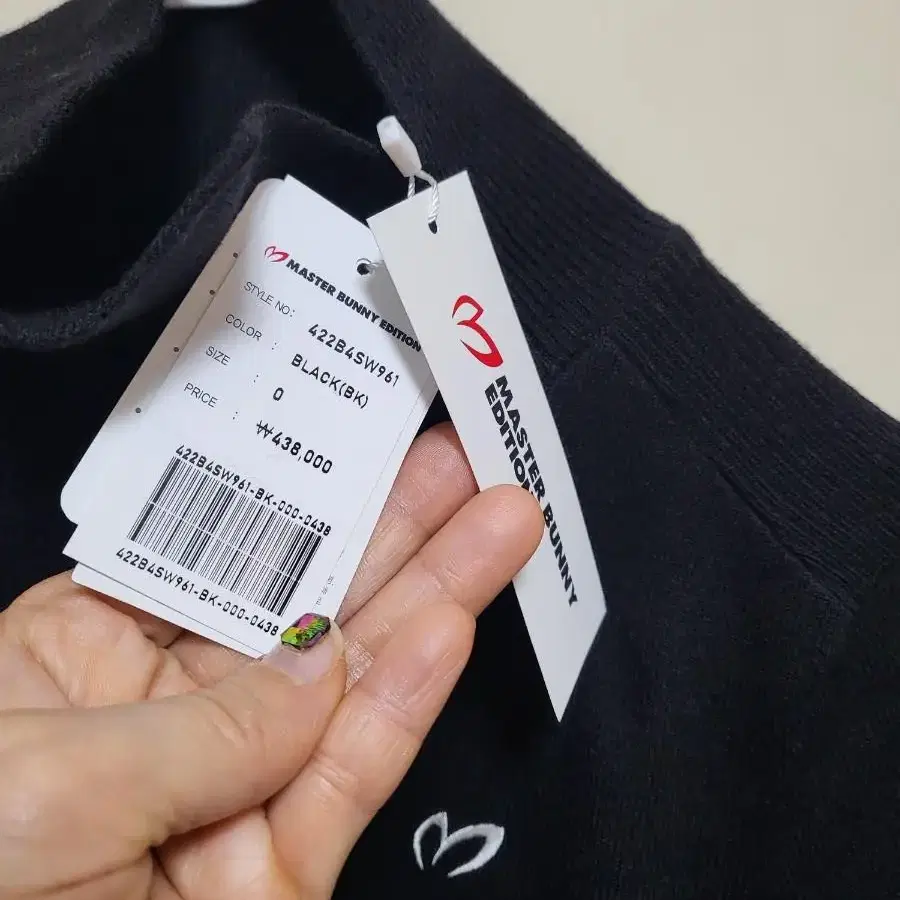 MASTER BUNNY EDITION
STYLE NO: 422B4SW961
COLOR : BLACK(BK)
SIZE : 0
PRICE : ₩438,000
422B4SW961-BK-000-0438
422B4SW961-BK-000-0438
MASTER BUNNY
EDITION